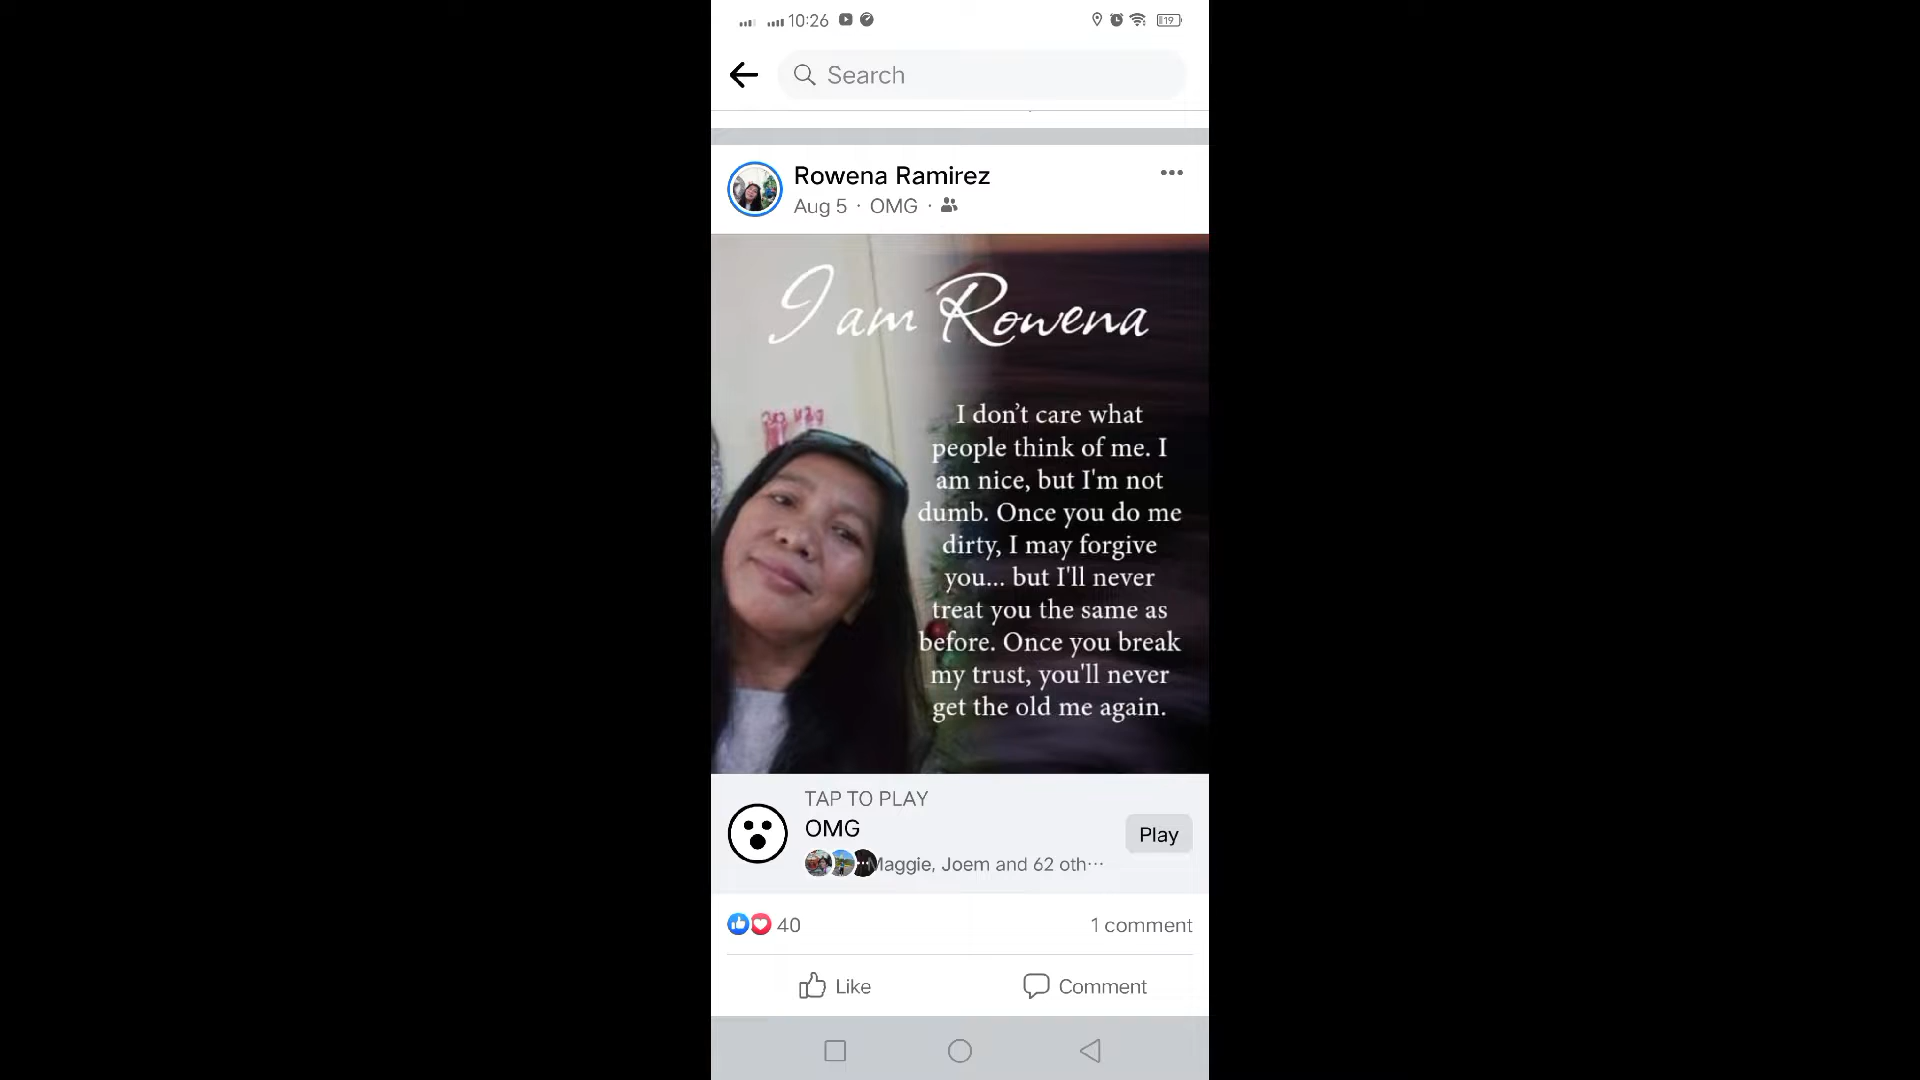 10:26
19
Search
Rowena Ramirez
Aug 5 · OMG ·
I am Rowena
I don’t care what
people think of me. I
am nice, but I'm not
dumb. Once you do me
dirty, I may forgive
you... but I'll never
treat you the same as
before. Once you break
my trust, you'll never
get the old me again.
TAP TO PLAY
OMG
Play
Maggie, Joem and 62 oth···
40
1 comment
Like
Comment